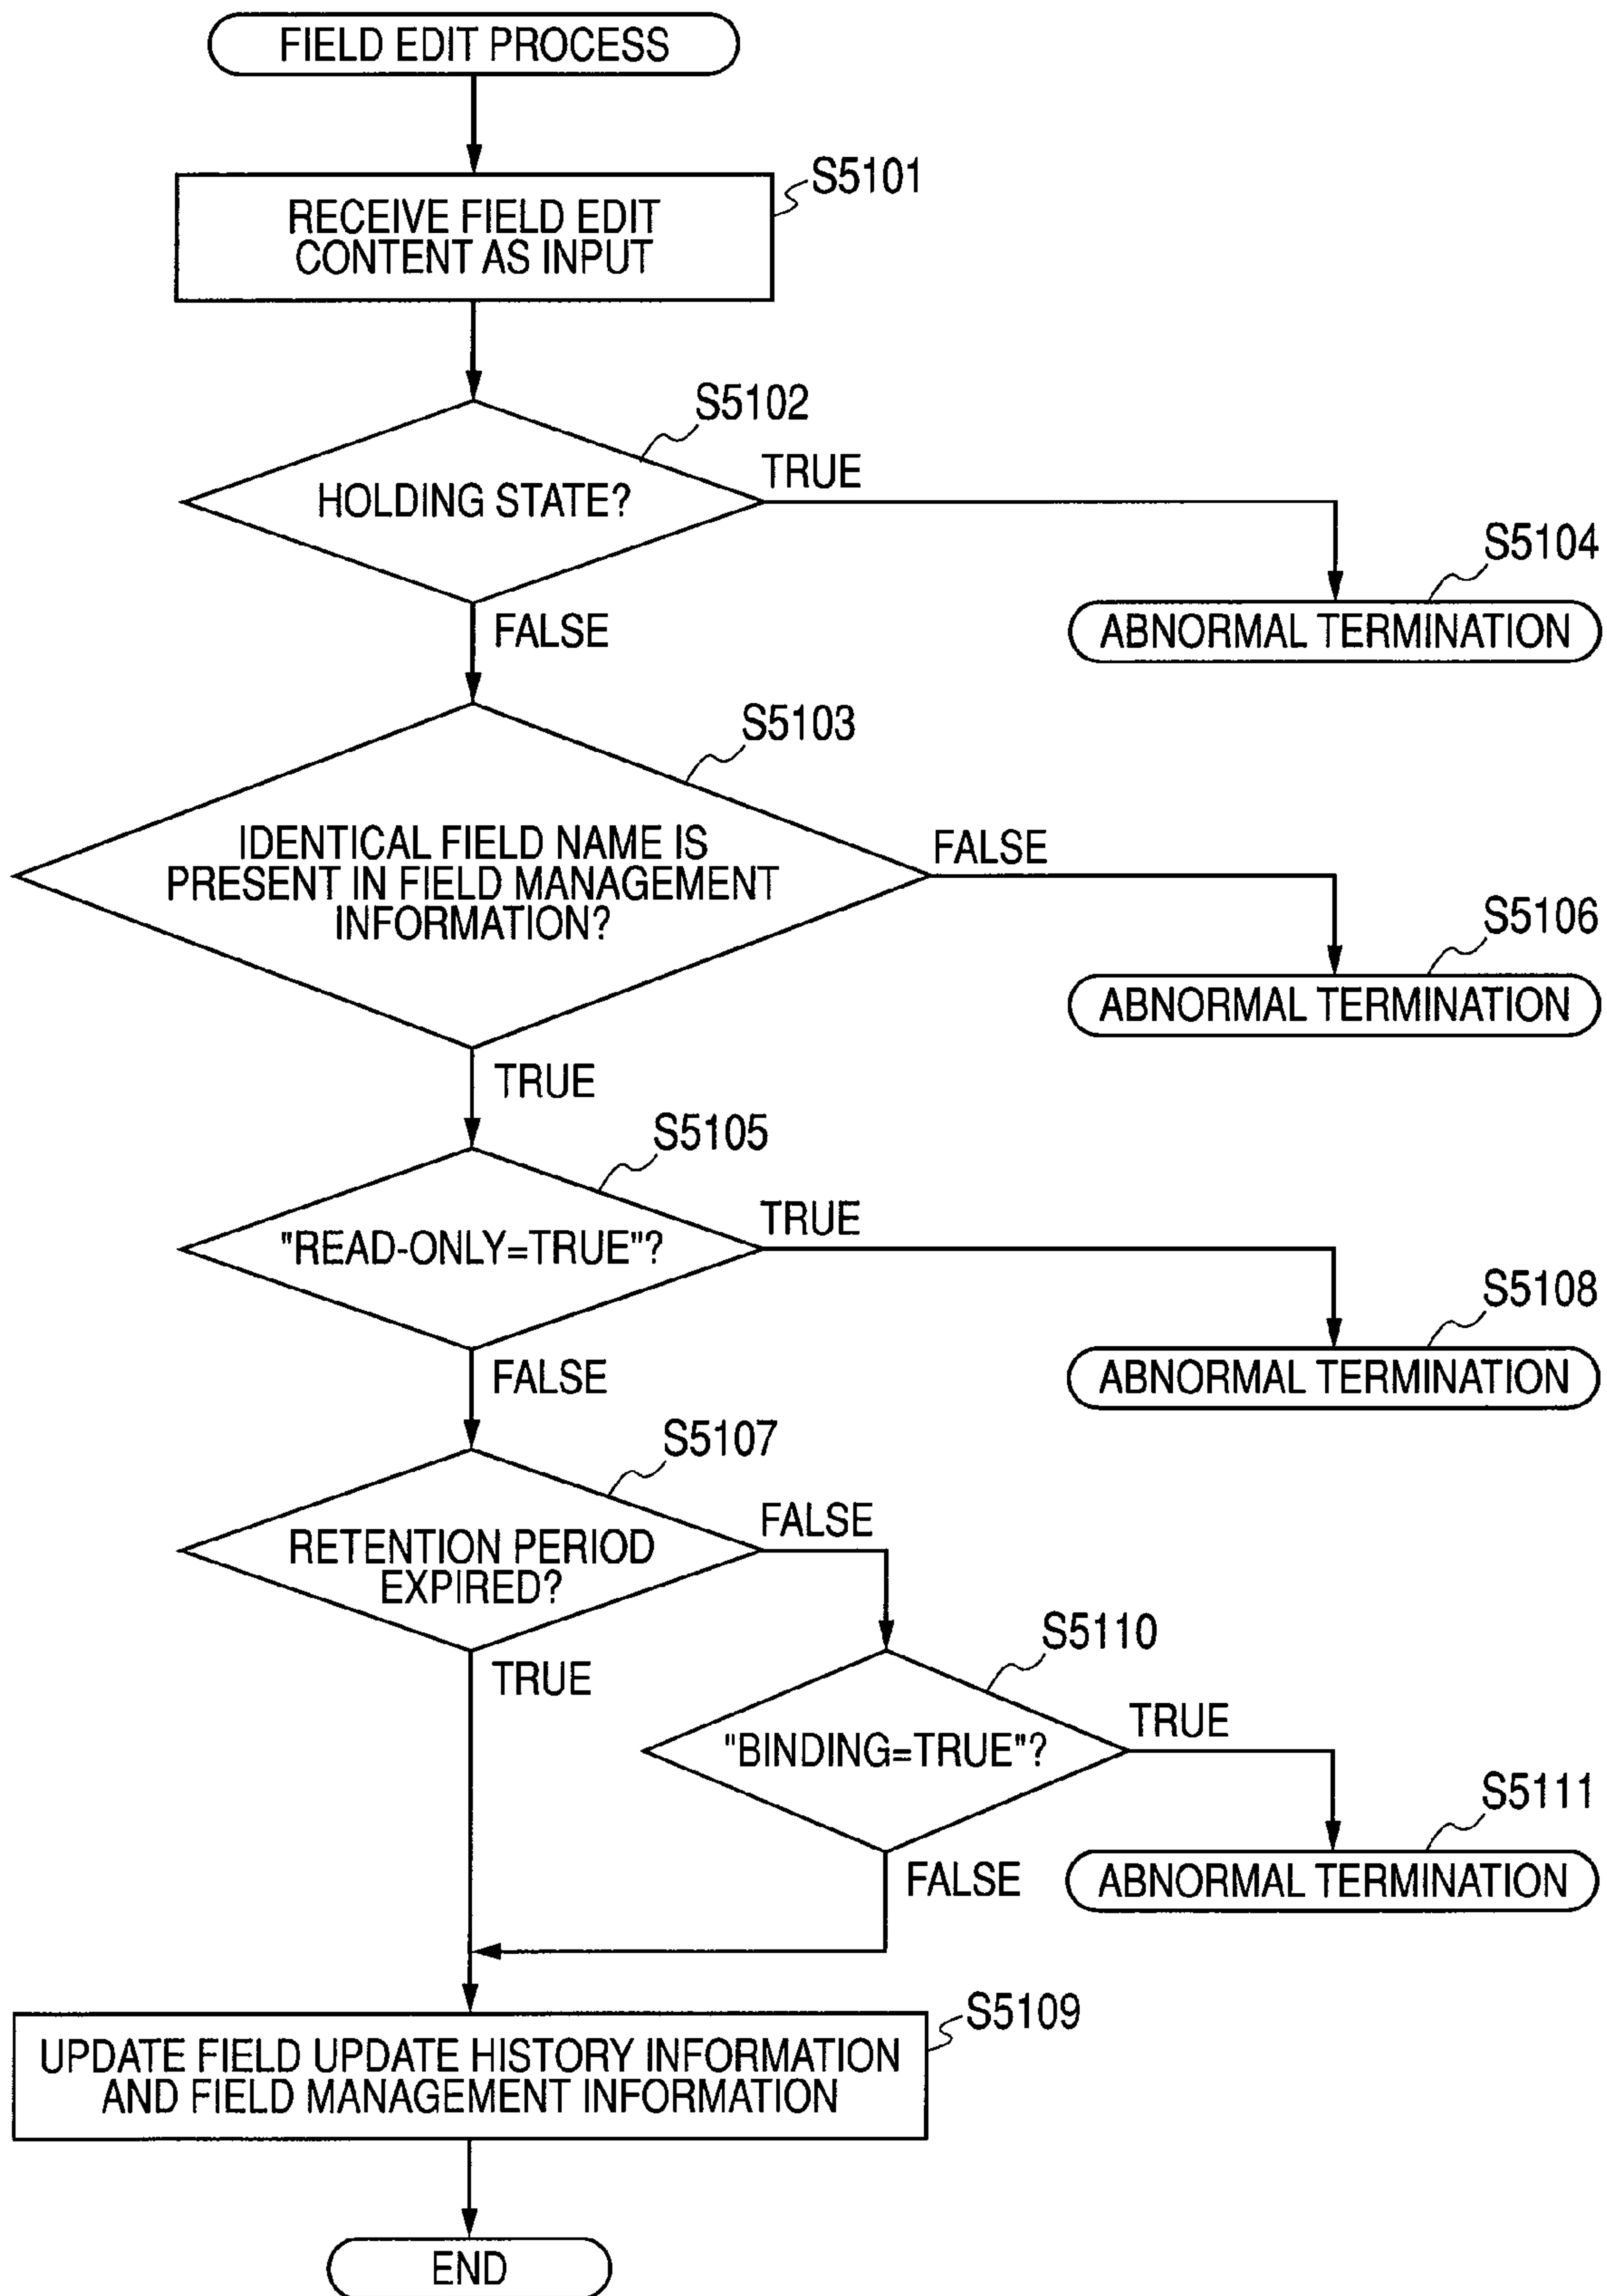 FIELD EDIT PROCESS
S5101
RECEIVE FIELD EDIT
CONTENT AS INPUT
S5102
HOLDING STATE?
TRUE
S5104
ABNORMAL TERMINATION
FALSE
S5103
IDENTICAL FIELD NAME IS
PRESENT IN FIELD MANAGEMENT
INFORMATION?
FALSE
S5106
ABNORMAL TERMINATION
TRUE
S5105
"READ-ONLY=TRUE"?
TRUE
S5108
ABNORMAL TERMINATION
FALSE
S5107
RETENTION PERIOD
EXPIRED?
FALSE
TRUE
S5110
"BINDING=TRUE"?
TRUE
S5111
ABNORMAL TERMINATION
FALSE
S5109
UPDATE FIELD UPDATE HISTORY INFORMATION
AND FIELD MANAGEMENT INFORMATION
END